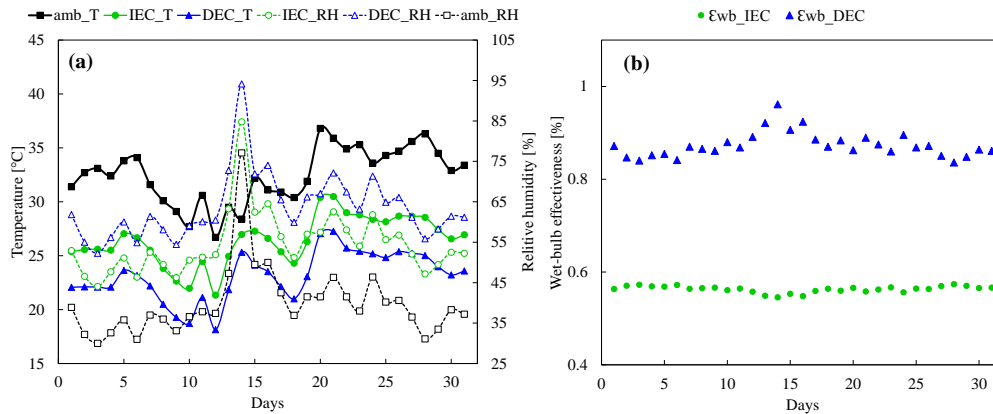 amb_T IEC_T DEC_T IEC_RH DEC_RH amb_RH
Ɛwb_IEC Ɛwb_DEC
(a)
Temperature [°C]
45
40
35
30
25
20
15
105
95
85
75
65
55
45
35
25
Relitive humidity [%]
0 5 10 15 20 25 30
Days
(b)
Wet-bulb effectiveness [%]
1
0.8
0.6
0.4
0 5 10 15 20 25 30
Days